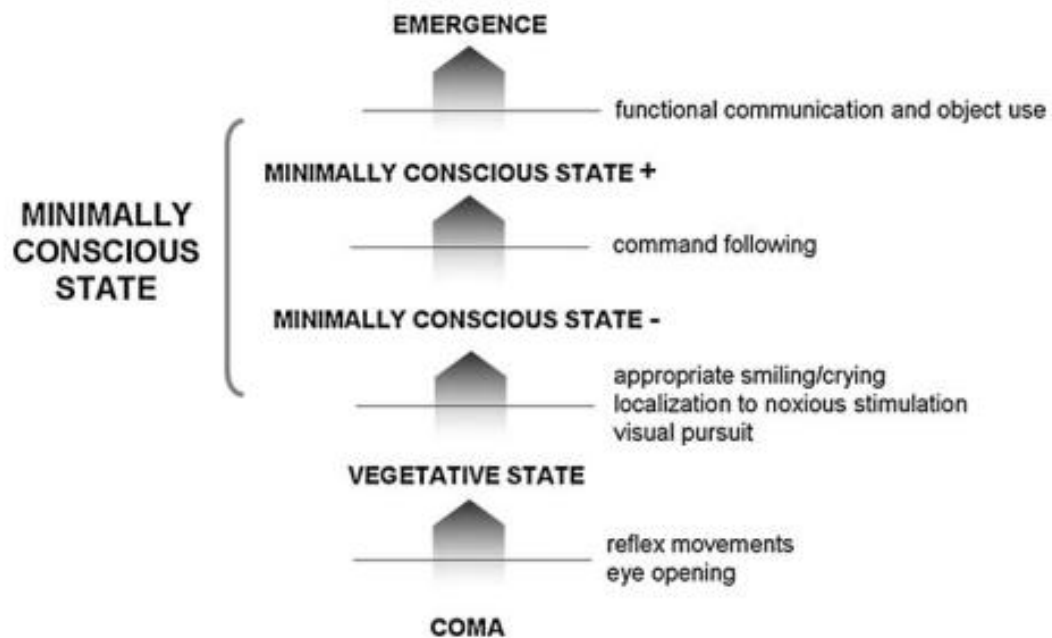 EMERGENCE
functional communication and object use
MINIMALLY CONSCIOUS STATE +
MINIMALLY
CONSCIOUS
STATE
command following
MINIMALLY CONSCIOUS STATE -
appropriate smiling/crying
localization to noxious stimulation
visual pursuit
VEGETATIVE STATE
reflex movements
eye opening
COMA